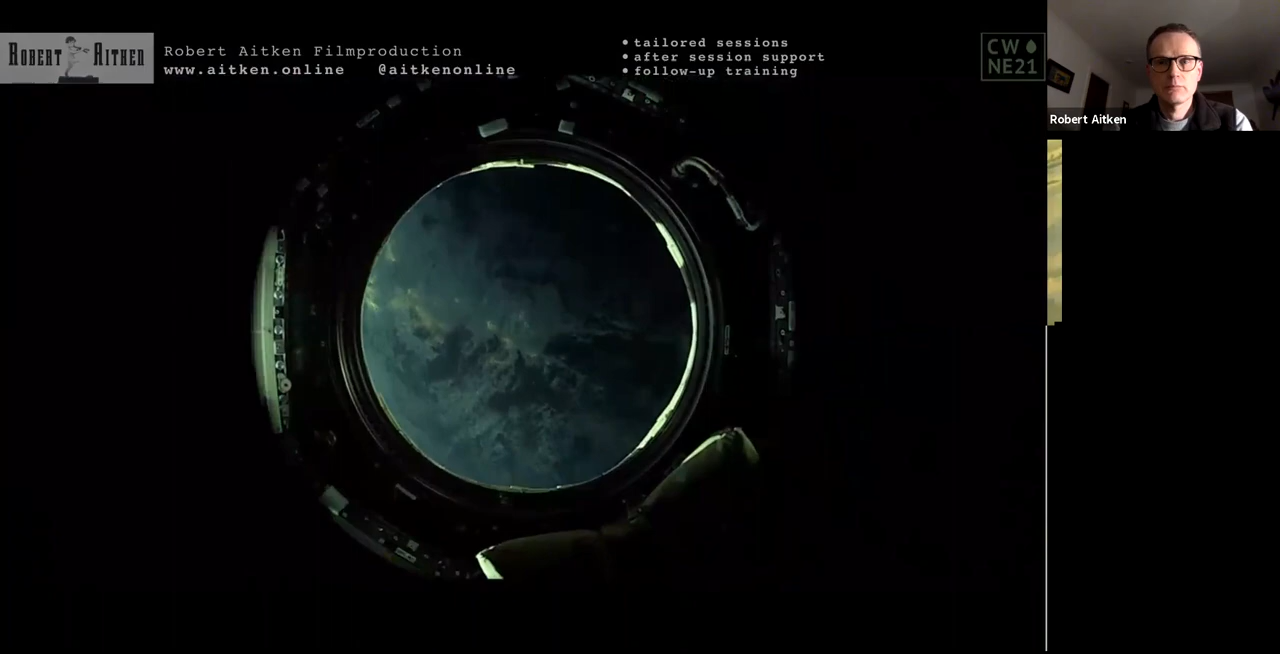 ROBERT AITKEN
Robert Aitken Filmproduction
www.aitken.online @aitkenonline
• tailored sessions
• after session support
• follow-up training
CW
NE21
Robert Aitken